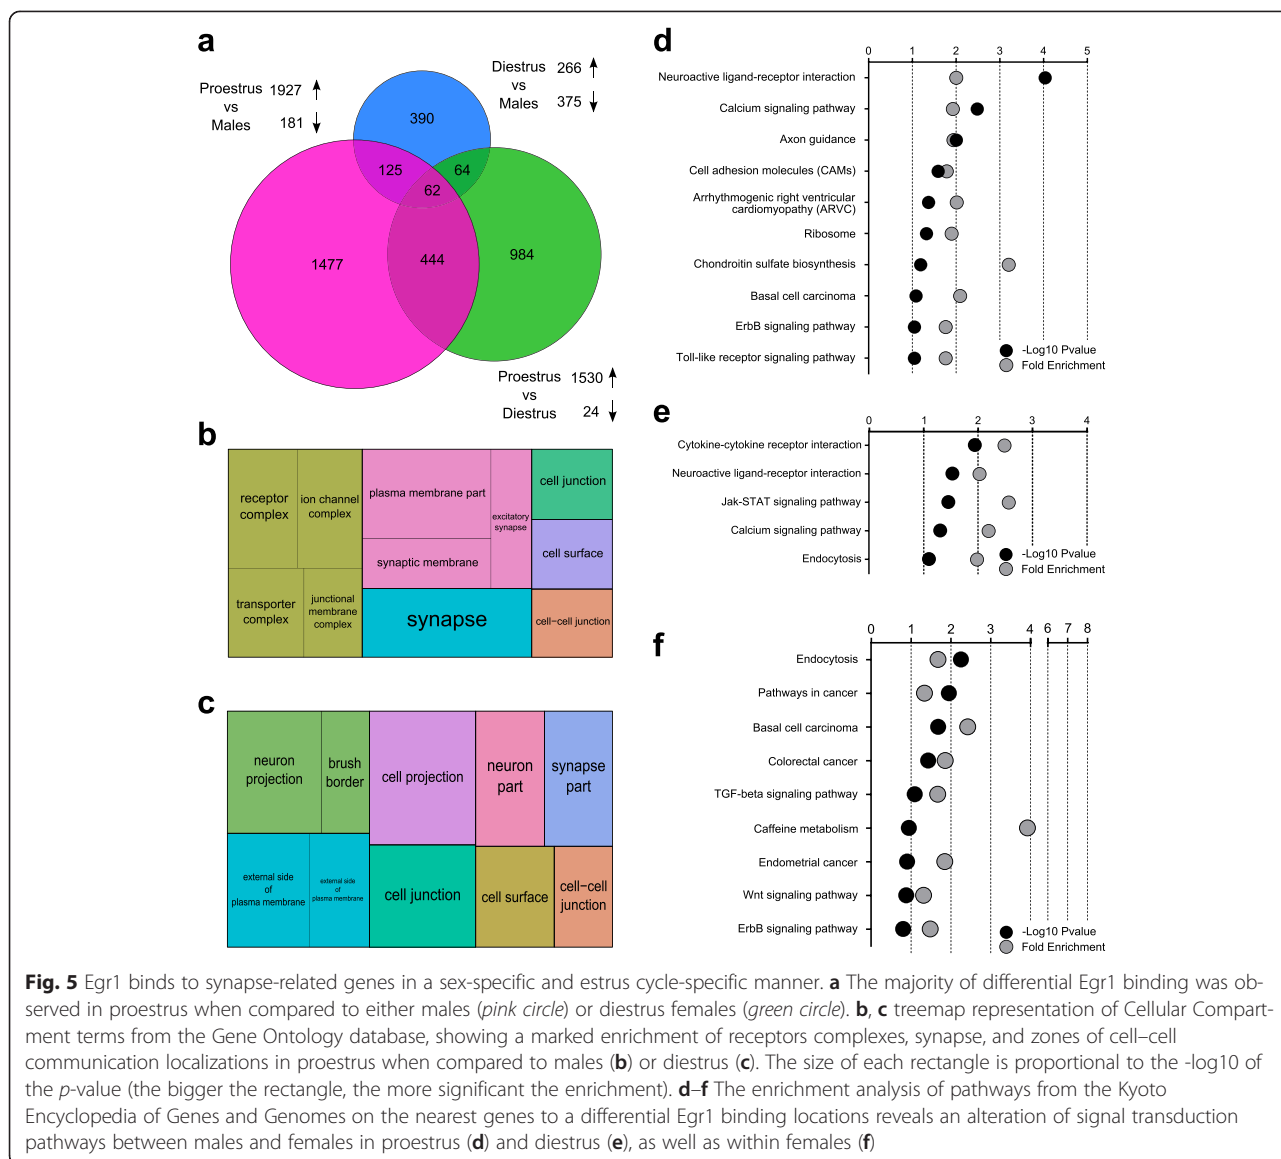 a
Proestrus
vs
Males
1927
181
Diestrus
vs
Males
266
375
390
125
64
62
1477
444
984
Proestrus
vs
Diestrus
1530
24
b
receptor
complex
ion channel
complex
transporter
complex
junctional
membrane
complex
plasma membrane part
excitatory
synapse
synaptic membrane
synapse
cell junction
cell surface
cell−cell junction
c
neuron
projection
brush
border
cell projection
neuron
part
synapse
part
external side
of
plasma membrane
external side
of
plasma membrane
cell junction
cell surface
cell−cell
junction
d
0 1 2 3 4 5
Neuroactive ligand-receptor interaction
Calcium signaling pathway
Axon guidance
Cell adhesion molecules (CAMs)
Arrhythmogenic right ventricular
cardiomyopathy (ARVC)
Ribosome
Chondroitin sulfate biosynthesis
Basal cell carcinoma
ErbB signaling pathway
Toll-like receptor signaling pathway
-Log10 Pvalue
Fold Enrichment
e
0 1 2 3 4
Cytokine-cytokine receptor interaction
Neuroactive ligand-receptor interaction
Jak-STAT signaling pathway
Calcium signaling pathway
Endocytosis
-Log10 Pvalue
Fold Enrichment
f
0 1 2 3 4 6 7 8
Endocytosis
Pathways in cancer
Basal cell carcinoma
Colorectal cancer
TGF-beta signaling pathway
Caffeine metabolism
Endometrial cancer
Wnt signaling pathway
ErbB signaling pathway
-Log10 Pvalue
Fold Enrichment
Fig. 5 Egr1 binds to synapse-related genes in a sex-specific and estrus cycle-specific manner. a The majority of differential Egr1 binding was ob-
served in proestrus when compared to either males (pink circle) or diestrus females (green circle). b, c treemap representation of Cellular Compart-
ment terms from the Gene Ontology database, showing a marked enrichment of receptors complexes, synapse, and zones of cell–cell
communication localizations in proestrus when compared to males (b) or diestrus (c). The size of each rectangle is proportional to the -log10 of
the p-value (the bigger the rectangle, the more significant the enrichment). d–f The enrichment analysis of pathways from the Kyoto
Encyclopedia of Genes and Genomes on the nearest genes to a differential Egr1 binding locations reveals an alteration of signal transduction
pathways between males and females in proestrus (d) and diestrus (e), as well as within females (f)